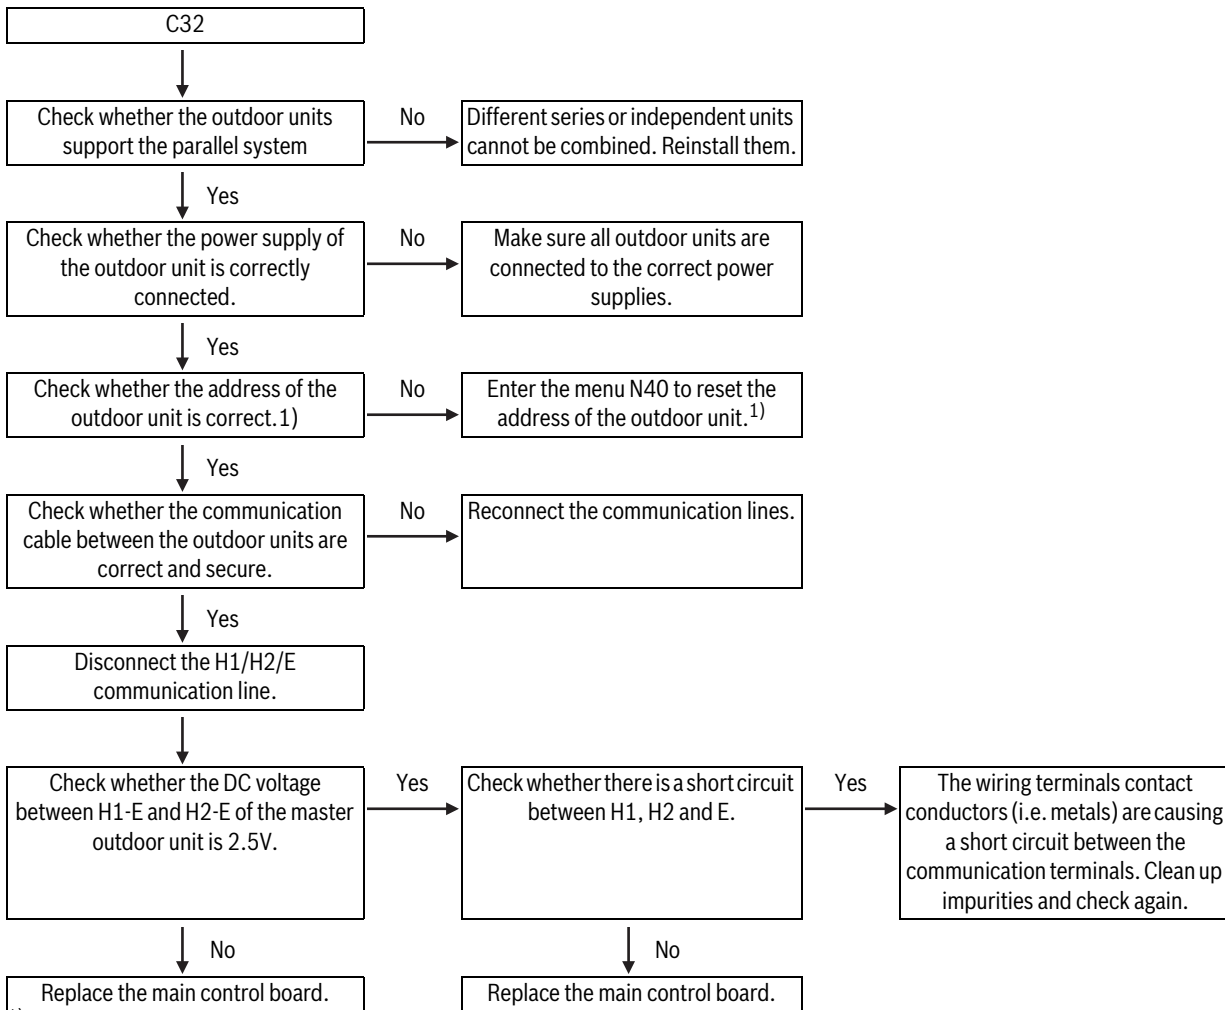 C32
Check whether the outdoor units
support the parallel system
No
Different series or independent units
cannot be combined. Reinstall them.
Yes
Check whether the power supply of
the outdoor unit is correctly
connected.
No
Make sure all outdoor units are
connected to the correct power
supplies.
Yes
Check whether the address of the
outdoor unit is correct.1)
No
Enter the menu N40 to reset the
address of the outdoor unit.1)
Yes
Check whether the communication
cable between the outdoor units are
correct and secure.
No
Reconnect the communication lines.
Yes
Disconnect the H1/H2/E
communication line.
Check whether the DC voltage
between H1-E and H2-E of the master
outdoor unit is 2.5V.
Yes
Check whether there is a short circuit
between H1, H2 and E.
Yes
The wiring terminals contact
conductors (i.e. metals) are causing
a short circuit between the
communication terminals. Clean up
impurities and check again.
No
Replace the main control board.
No
Replace the main control board.